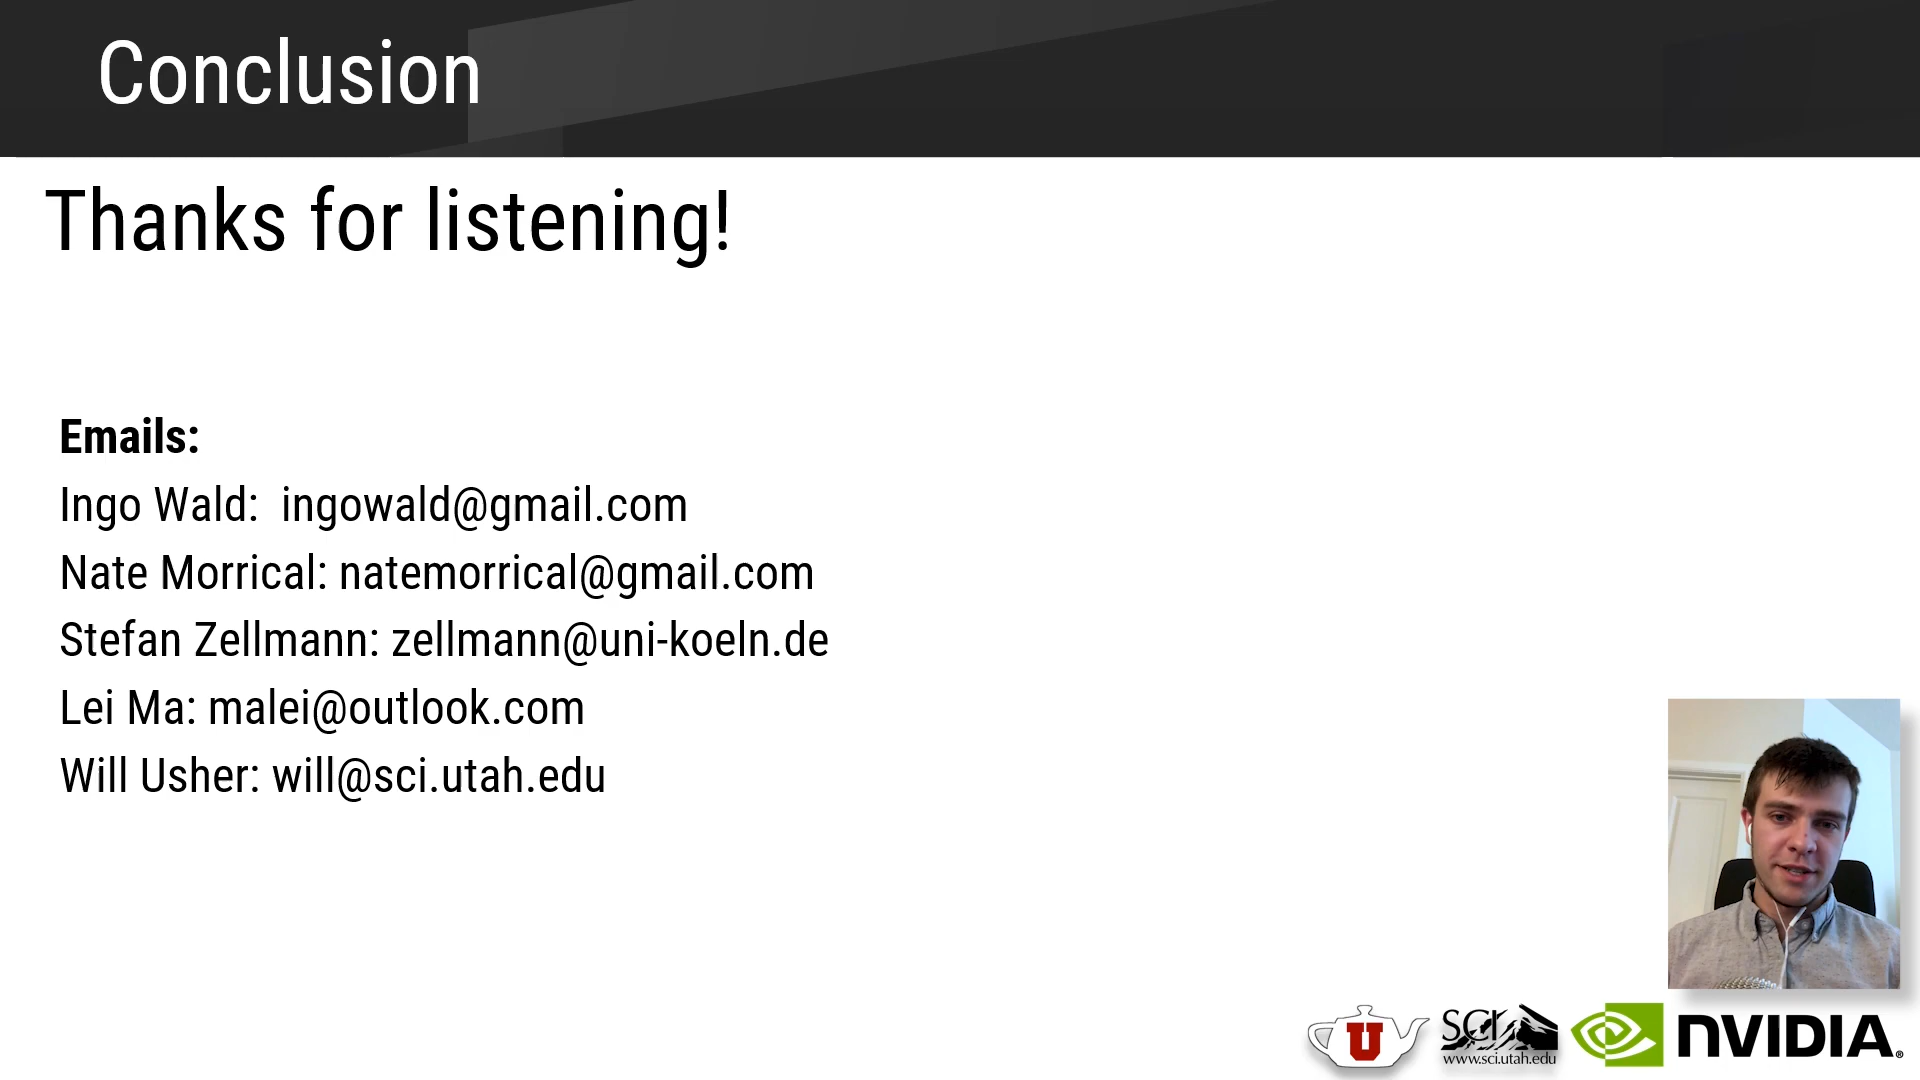 Conclusion
Thanks for listening!
Emails:
Ingo Wald:  ingowald@gmail.com
Nate Morrical: natemorrical@gmail.com
Stefan Zellmann: zellmann@uni-koeln.de
Lei Ma: malei@outlook.com
Will Usher: will@sci.utah.edu
U
SCI
www.sci.utah.edu
NVIDIA®